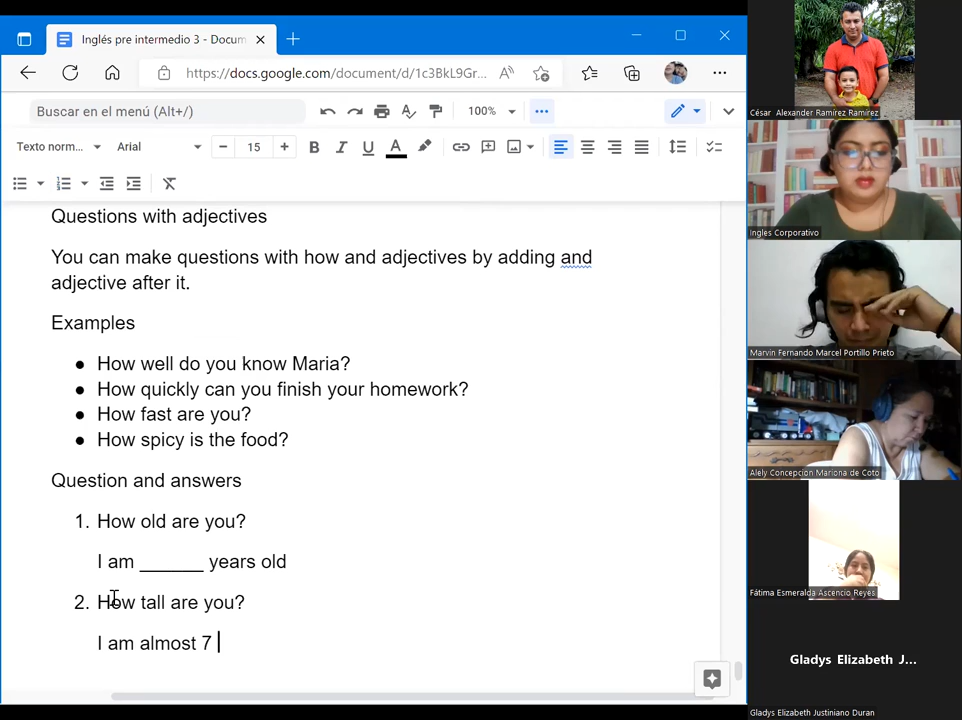 Inglés pre intermedio 3 - Docum
https://docs.google.com/document/d/1c3BkL9Gr...
Buscar en el menú (Alt+/)
100%
Texto norm...
Arial
15
Questions with adjectives
You can make questions with how and adjectives by adding and
adjective after it.
Examples
● How well do you know Maria?
● How quickly can you finish your homework?
● How fast are you?
● How spicy is the food?
Question and answers
1. How old are you?
I am ______ years old
2. How tall are you?
I am almost 7
César Alexander Ramírez Ramírez
Ingles Corporativo
Marvin Fernando Marcel Portillo Prieto
Alely Concepcion Mariona de Coto
Fátima Esmeralda Ascencio Reyes
Gladys Elizabeth J...
Gladys Elizabeth Justiniano Duran